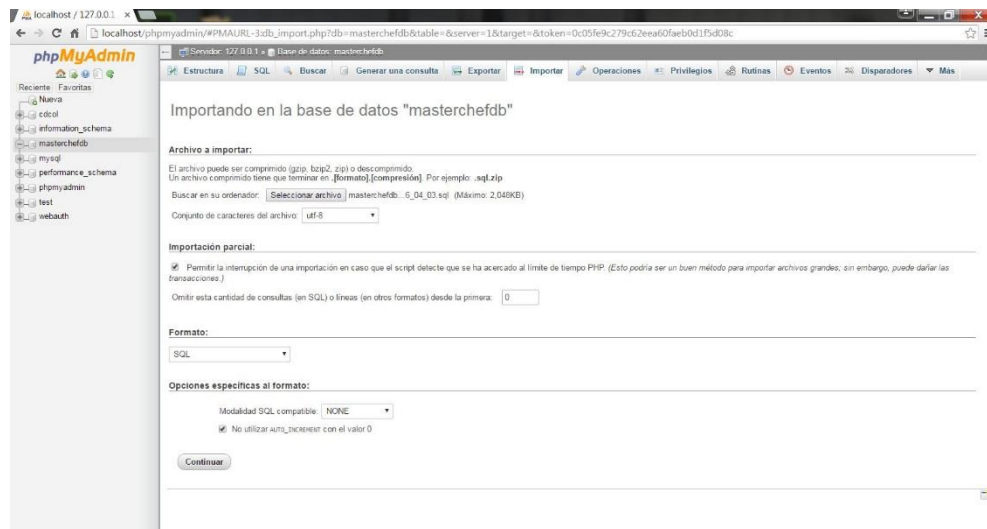 localhost / 127.0.0.1
localhost/phpmyadmin/#PMAURL-3:db_import.php?db=masterchefdb&table=&server=1&target=&token=0c05fe9c279c62eea60faeb0d1f5d08c
phpMyAdmin
Reciente Favoritas
Nueva
cdcol
information_schema
masterchefdb
mysql
performance_schema
phpmyadmin
test
webauth
Servidor: 127.0.0.1 » Base de datos: masterchefdb
Estructura SQL Buscar Generar una consulta Exportar Importar Operaciones Privilegios Rutinas Eventos Disparadores Más
Importando en la base de datos "masterchefdb"
Archivo a importar:
El archivo puede ser comprimido (gzip, bzip2, zip) o descomprimido.
Un archivo comprimido tiene que terminar en .[formato].[compresión]. Por ejemplo: .sql.zip
Buscar en su ordenador: Seleccionar archivo masterchefdb...6_04_03.sql (Máximo: 2,048KB)
Conjunto de caracteres del archivo: utf-8
Importación parcial:
Permitir la interrupción de una importación en caso que el script detecte que se ha acercado al límite de tiempo PHP. (Esto podría ser un buen método para importar archivos grandes; sin embargo, puede dañar las
transacciones.)
Omitir esta cantidad de consultas (en SQL) o líneas (en otros formatos) desde la primera: 0
Formato:
SQL
Opciones específicas al formato:
Modalidad SQL compatible: NONE
No utilizar AUTO_INCREMENT con el valor 0
Continuar